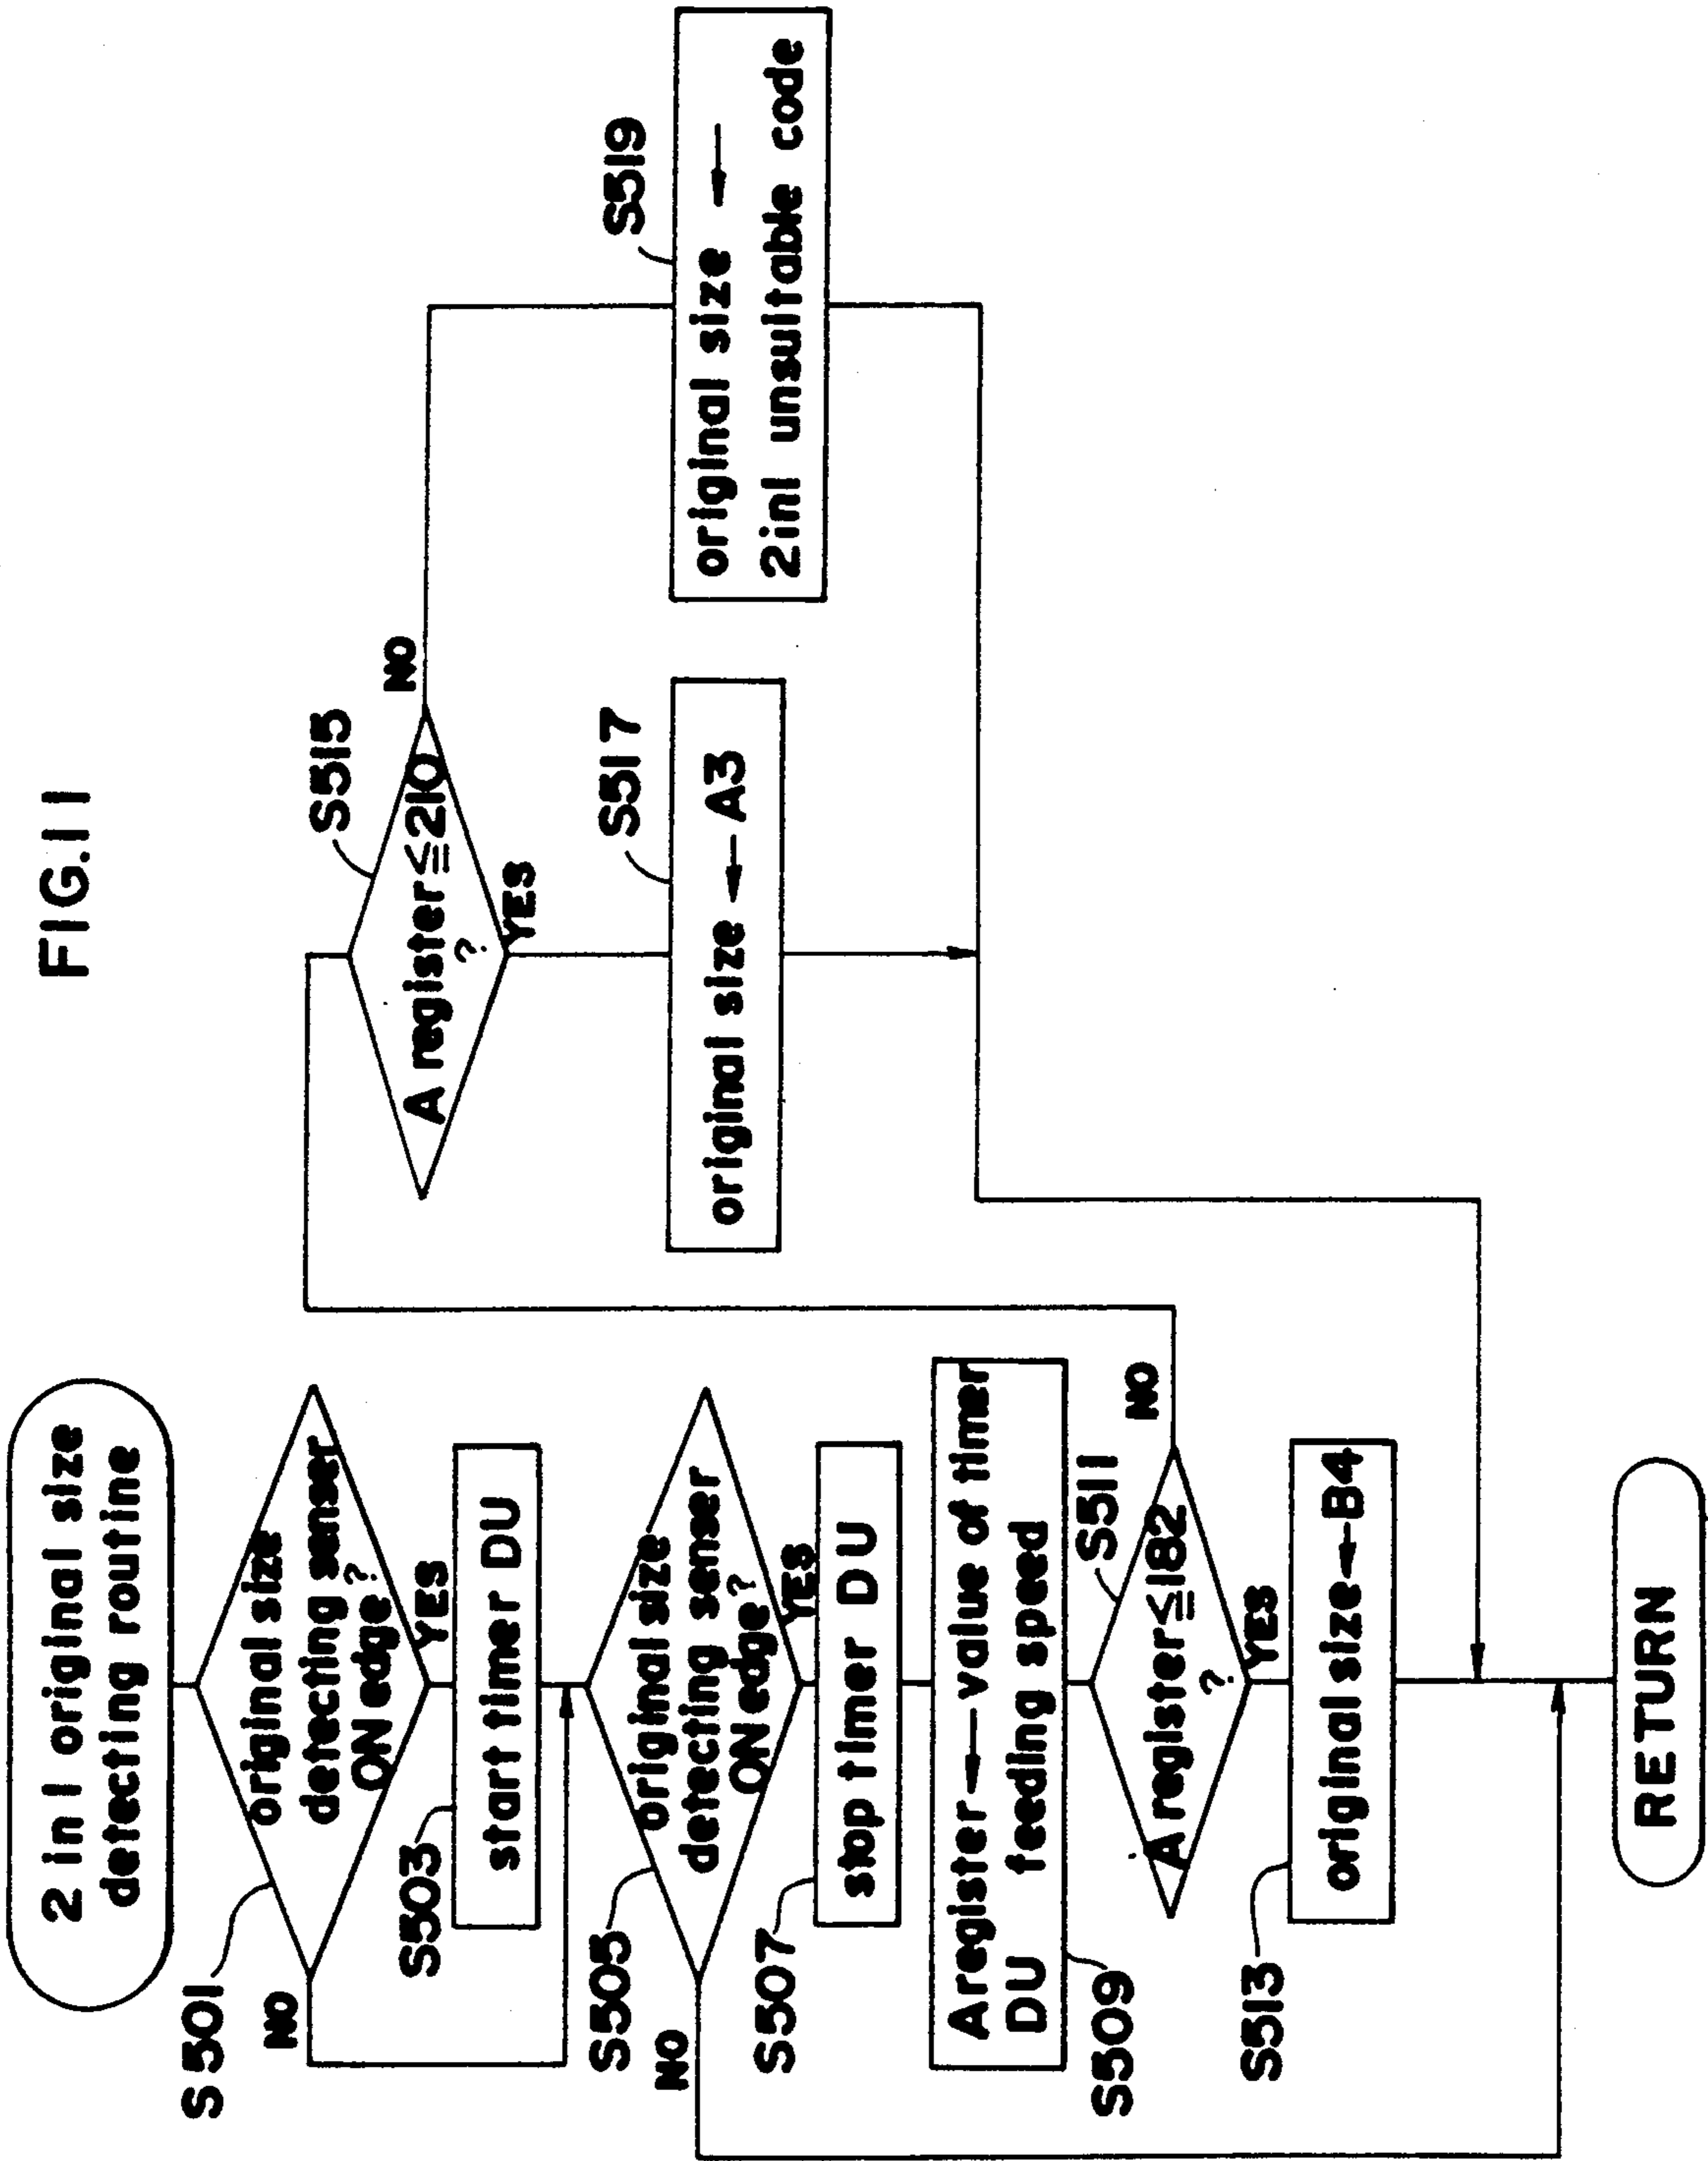 FIG.11
2 in 1 original size
detecting routine
S501
original size
detecting senser
ON edge?
NO
YES
S503
start timer DU
S505
original size
detecting senser
ON edge?
NO
YES
S507
stop timer DU
A register ← value of timer
DU feeding speed
S509
S511
A register ≦ 182
?
NO
YES
S513
original size ← B4
S515
A register ≦ 210
?
NO
YES
S517
original size ← A3
S519
original size ←
2in1 unsuitable code
RETURN